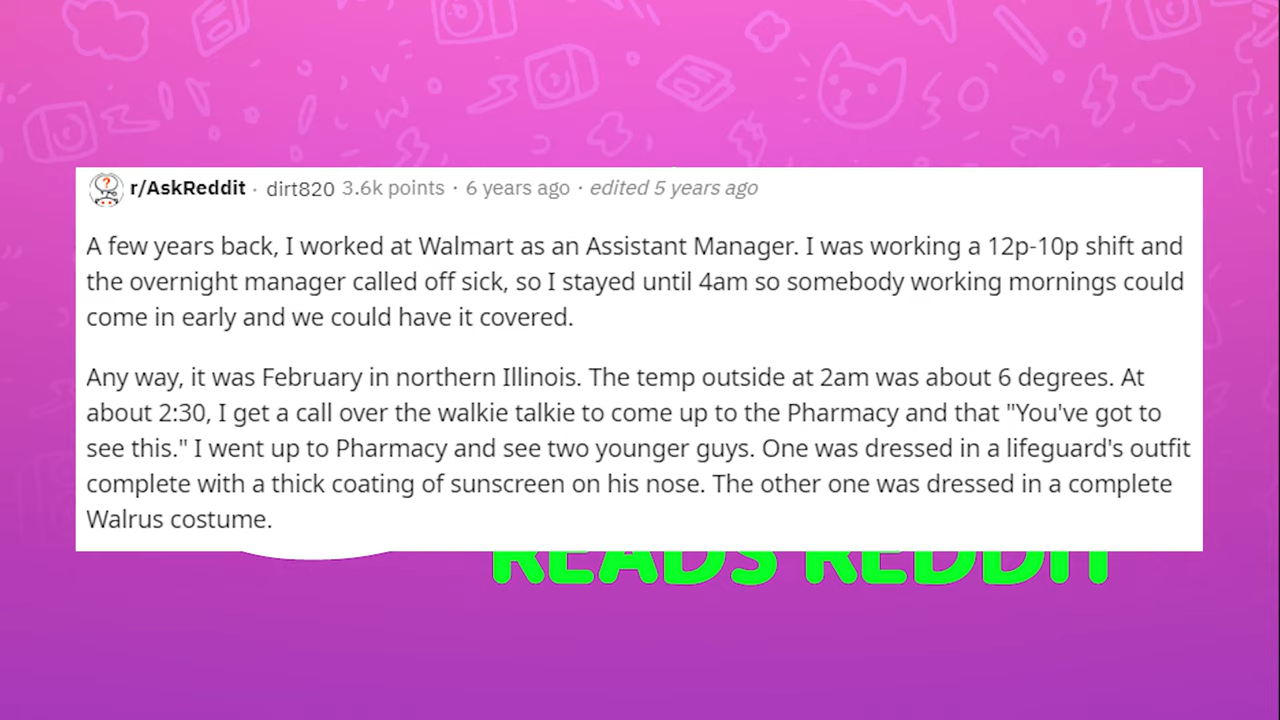 r/AskReddit · dirt820 3.6k points · 6 years ago · edited 5 years ago
A few years back, I worked at Walmart as an Assistant Manager. I was working a 12p-10p shift and
the overnight manager called off sick, so I stayed until 4am so somebody working mornings could
come in early and we could have it covered.
Any way, it was February in northern Illinois. The temp outside at 2am was about 6 degrees. At
about 2:30, I get a call over the walkie talkie to come up to the Pharmacy and that "You've got to
see this." I went up to Pharmacy and see two younger guys. One was dressed in a lifeguard's outfit
complete with a thick coating of sunscreen on his nose. The other one was dressed in a complete
Walrus costume.
READS REDDIT